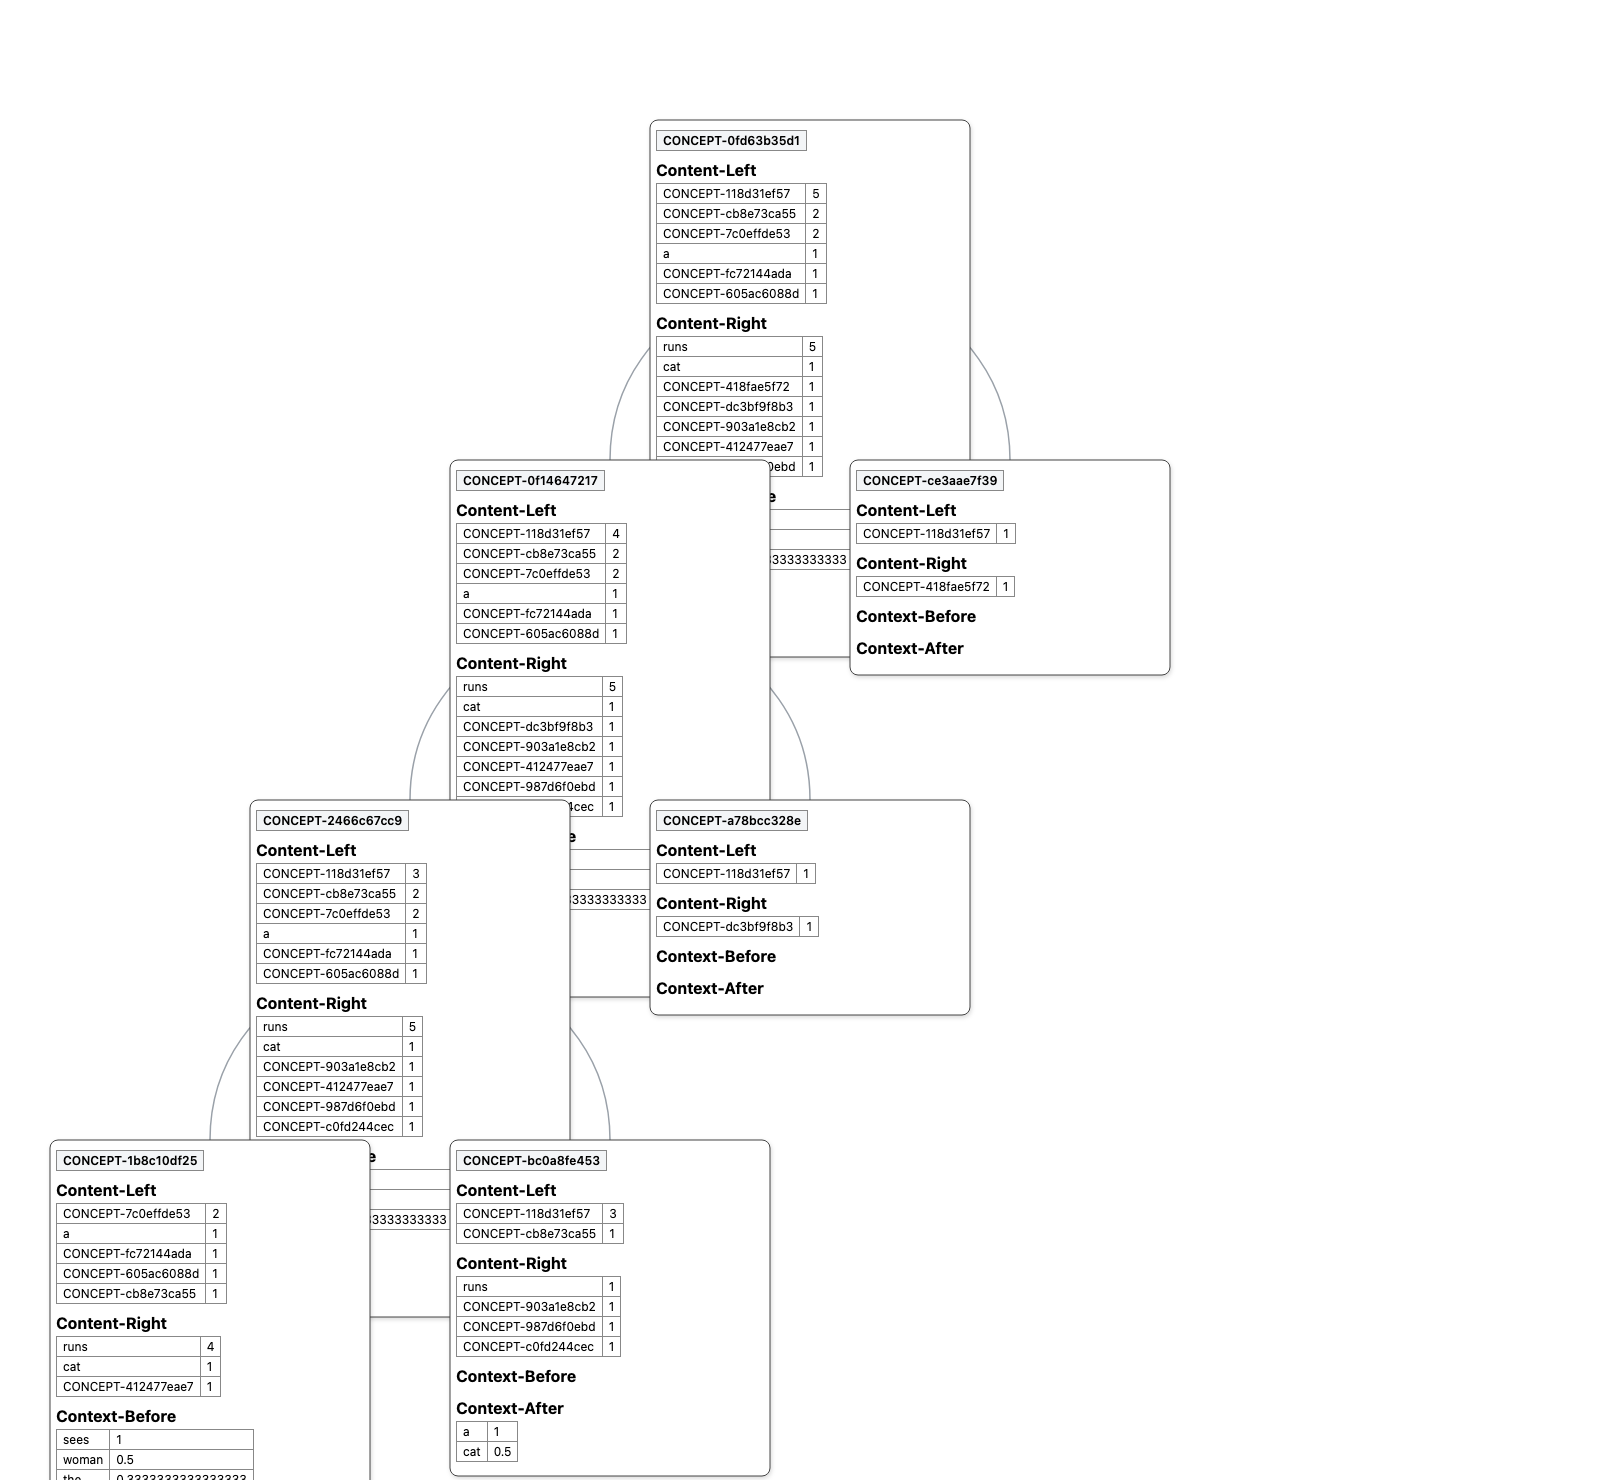 CONCEPT-0fd63b35d1
Content-Left
CONCEPT-118d31ef57 5
CONCEPT-cb8e73ca55 2
CONCEPT-7c0effde53 2
a 1
CONCEPT-fc72144ada 1
CONCEPT-605ac6088d 1
Content-Right
runs 5
cat 1
CONCEPT-418fae5f72 1
CONCEPT-dc3bf9f8b3 1
CONCEPT-903a1e8cb2 1
CONCEPT-412477eae7 1
0ebd 1
e
3333333333
CONCEPT-0f14647217
Content-Left
CONCEPT-118d31ef57 4
CONCEPT-cb8e73ca55 2
CONCEPT-7c0effde53 2
a 1
CONCEPT-fc72144ada 1
CONCEPT-605ac6088d 1
Content-Right
runs 5
cat 1
CONCEPT-dc3bf9f8b3 1
CONCEPT-903a1e8cb2 1
CONCEPT-412477eae7 1
CONCEPT-987d6f0ebd 1
4cec 1
e
3333333333
CONCEPT-ce3aae7f39
Content-Left
CONCEPT-118d31ef57 1
Content-Right
CONCEPT-418fae5f72 1
Context-Before
Context-After
CONCEPT-2466c67cc9
Content-Left
CONCEPT-118d31ef57 3
CONCEPT-cb8e73ca55 2
CONCEPT-7c0effde53 2
a 1
CONCEPT-fc72144ada 1
CONCEPT-605ac6088d 1
Content-Right
runs 5
cat 1
CONCEPT-903a1e8cb2 1
CONCEPT-412477eae7 1
CONCEPT-987d6f0ebd 1
CONCEPT-c0fd244cec 1
e
3333333333
CONCEPT-a78bcc328e
Content-Left
CONCEPT-118d31ef57 1
Content-Right
CONCEPT-dc3bf9f8b3 1
Context-Before
Context-After
CONCEPT-1b8c10df25
Content-Left
CONCEPT-7c0effde53 2
a 1
CONCEPT-fc72144ada 1
CONCEPT-605ac6088d 1
CONCEPT-cb8e73ca55 1
Content-Right
runs 4
cat 1
CONCEPT-412477eae7 1
Context-Before
sees 1
woman 0.5
the 0.3333333333333333
CONCEPT-bc0a8fe453
Content-Left
CONCEPT-118d31ef57 3
CONCEPT-cb8e73ca55 1
Content-Right
runs 1
CONCEPT-903a1e8cb2 1
CONCEPT-987d6f0ebd 1
CONCEPT-c0fd244cec 1
Context-Before
Context-After
a 1
cat 0.5